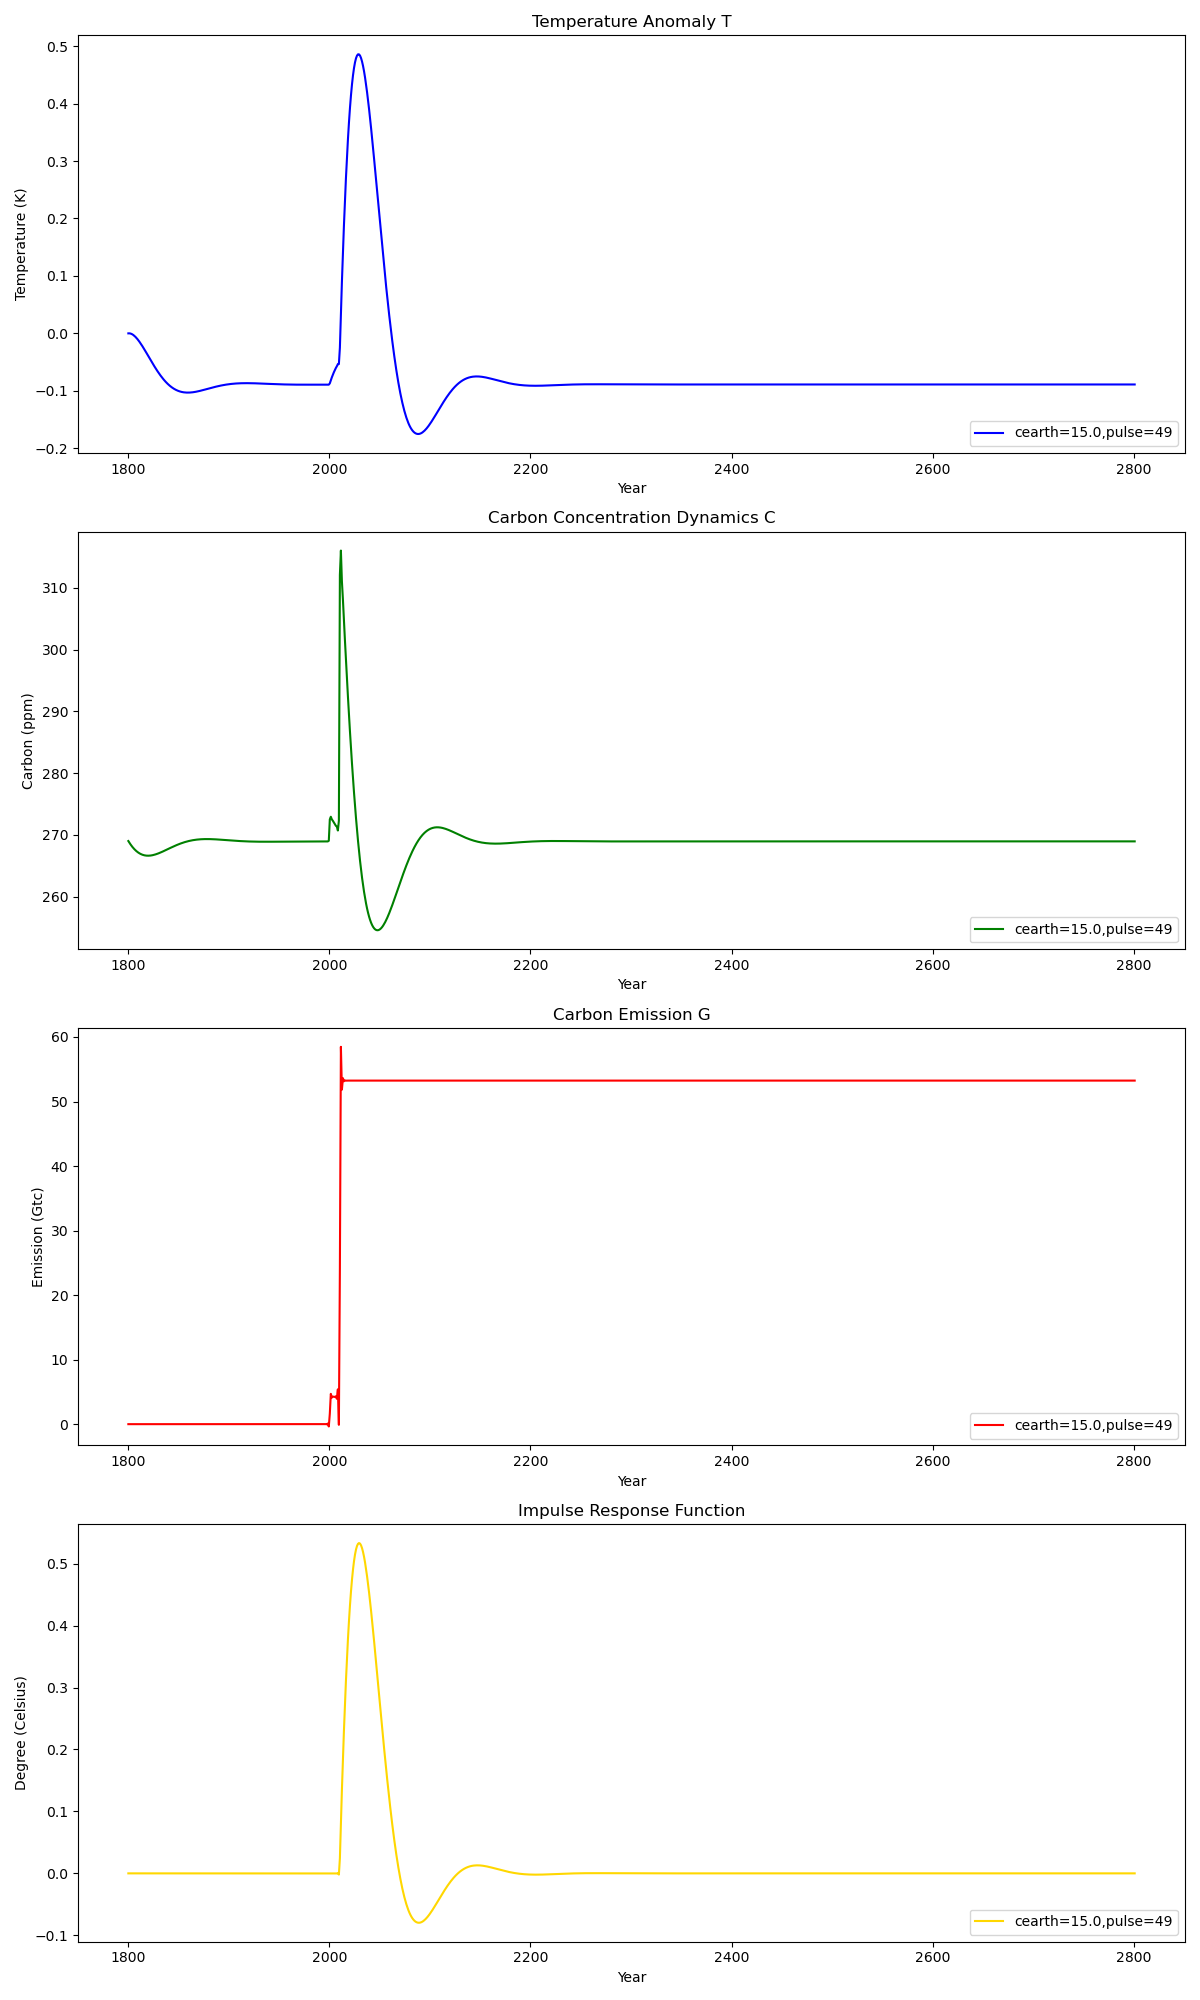 Temperature Anomaly T
0.5
0.4
0.3
0.2
0.1
0.0
−0.1
−0.2
Temperature (K)
cearth=15.0,pulse=49
1800 2000 2200 2400 2600 2800
Year
Carbon Concentration Dynamics C
310
300
290
280
270
260
Carbon (ppm)
cearth=15.0,pulse=49
1800 2000 2200 2400 2600 2800
Year
Carbon Emission G
60
50
40
30
20
10
0
Emission (Gtc)
cearth=15.0,pulse=49
1800 2000 2200 2400 2600 2800
Year
Impulse Response Function
0.5
0.4
0.3
0.2
0.1
0.0
−0.1
Degree (Celsius)
cearth=15.0,pulse=49
1800 2000 2200 2400 2600 2800
Year